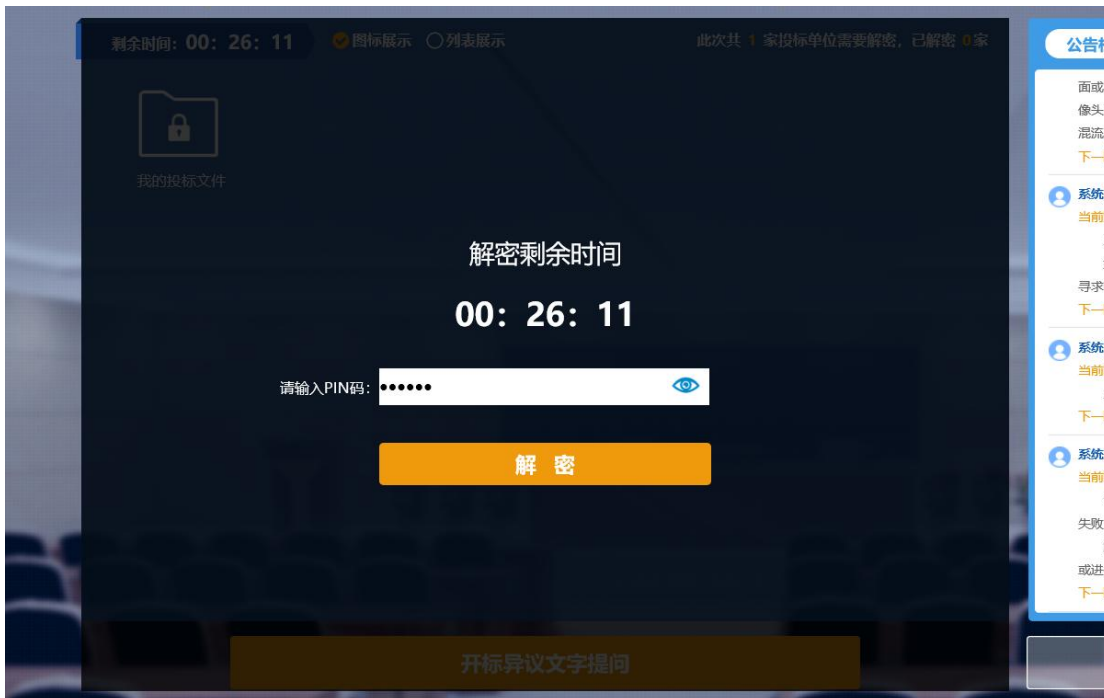 剩余时间：00：26：11 图标展示 列表展示 此次共 1 家投标单位需要解密，已解密 0家
我的投标文件
解密剩余时间
00：26：11
请输入PIN码：••••••
解 密
开标异议文字提问
公告
面或
像头
混流
下一
系统
当前
寻求
下一
系统
当前
下一
系统
当前
失败
或进
下一